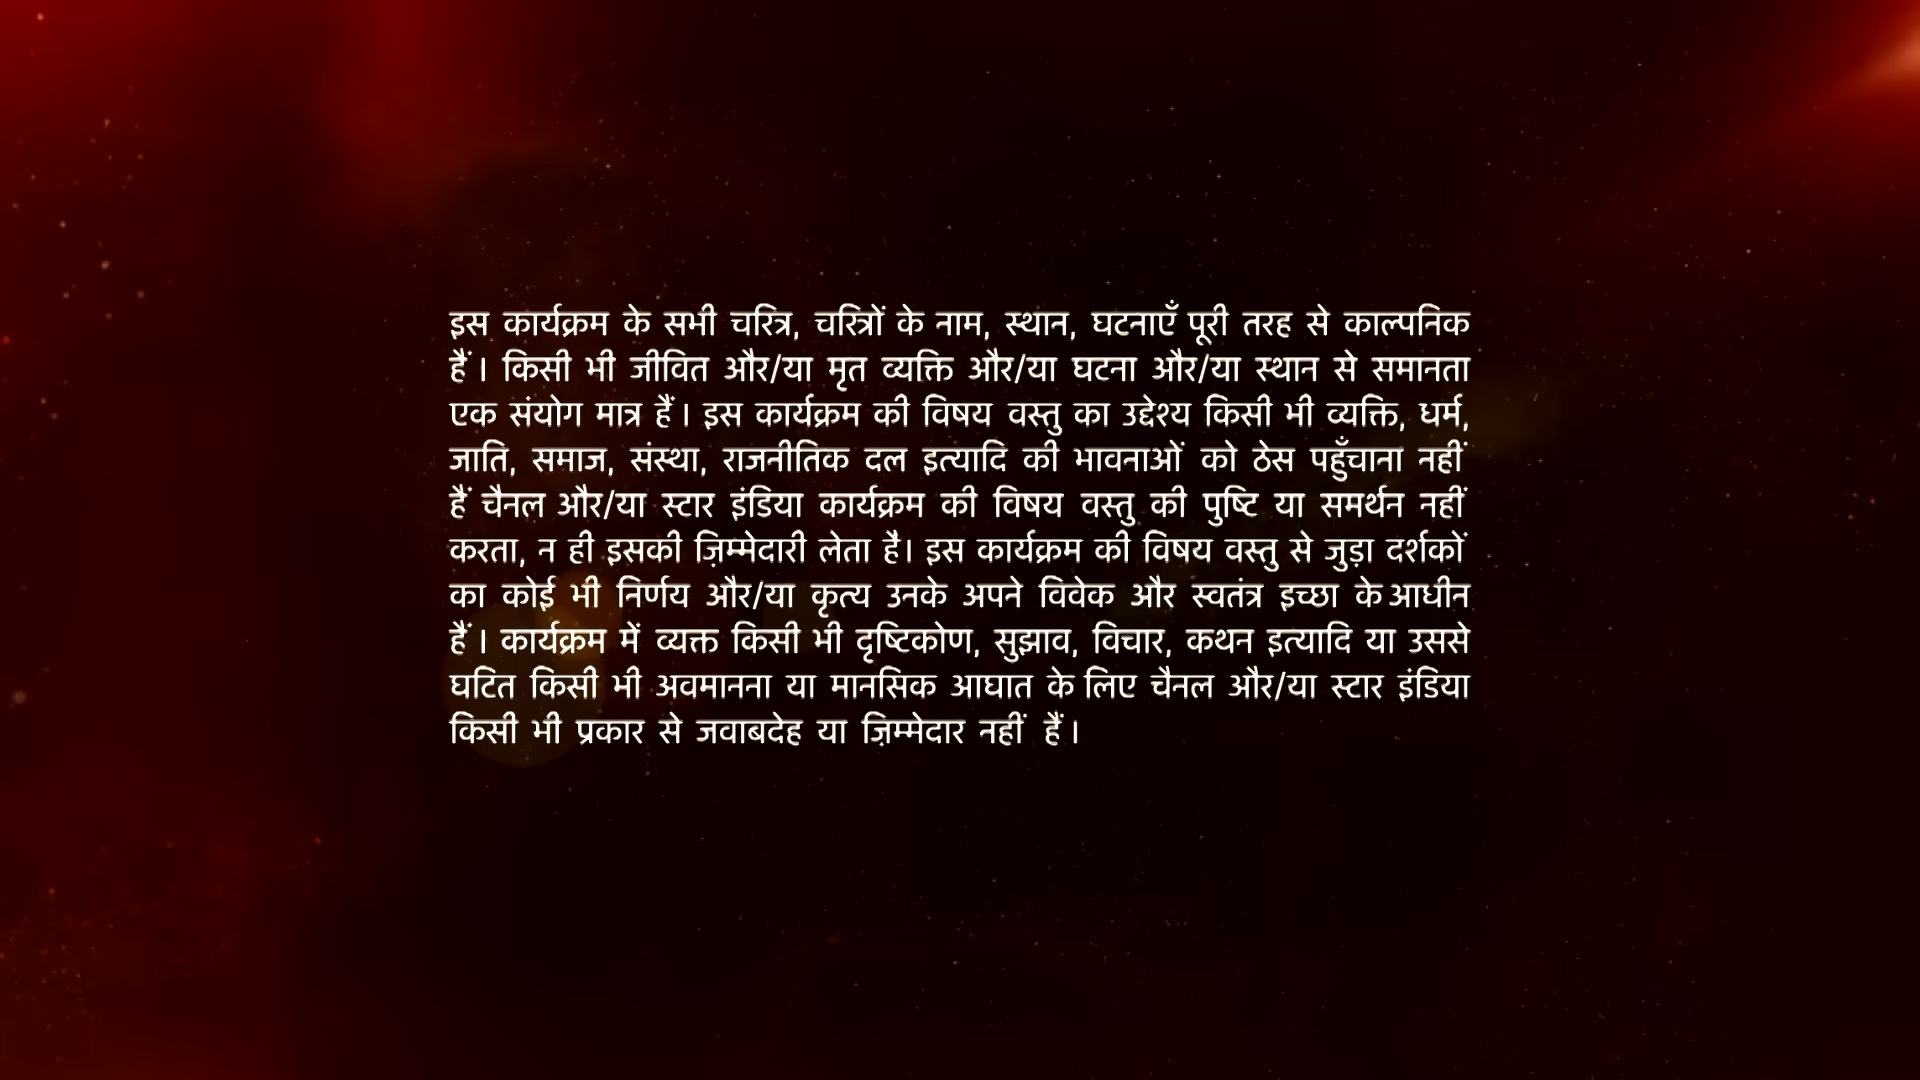 इस कार्यक्रम के सभी चरित्र, चरित्रों के नाम, स्थान, घटनाएँ पूरी तरह से काल्पनिक
हैं । किसी भी जीवित और/या मृत व्यक्ति और/या घटना और/या स्थान से समानता
एक संयोग मात्र हैं । इस कार्यक्रम की विषय वस्तु का उद्देश्य किसी भी व्यक्ति, धर्म,
जाति, समाज, संस्था, राजनीतिक दल इत्यादि की भावनाओं को ठेस पहुँचाना नहीं
हैं चैनल और/या स्टार इंडिया कार्यक्रम की विषय वस्तु की पुष्टि या समर्थन नहीं
करता, न ही इसकी ज़िम्मेदारी लेता है। इस कार्यक्रम की विषय वस्तु से जुड़ा दर्शकों
का कोई भी निर्णय और/या कृत्य उनके अपने विवेक और स्वतंत्र इच्छा के आधीन
हैं । कार्यक्रम में व्यक्त किसी भी दृष्टिकोण, सुझाव, विचार, कथन इत्यादि या उससे
घटित किसी भी अवमानना या मानसिक आघात के लिए चैनल और/या स्टार इंडिया
किसी भी प्रकार से जवाबदेह या ज़िम्मेदार नहीं हैं ।